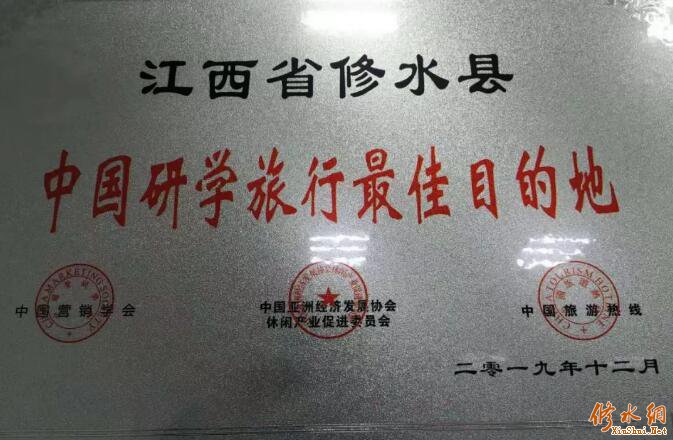 江西省修水县
中国研学旅行最佳目的地
中国营销学会
中国亚洲经济发展协会
休闲产业促进委员会
中国旅游热线
二零一九年十二月
修水網
XiuShui.Net